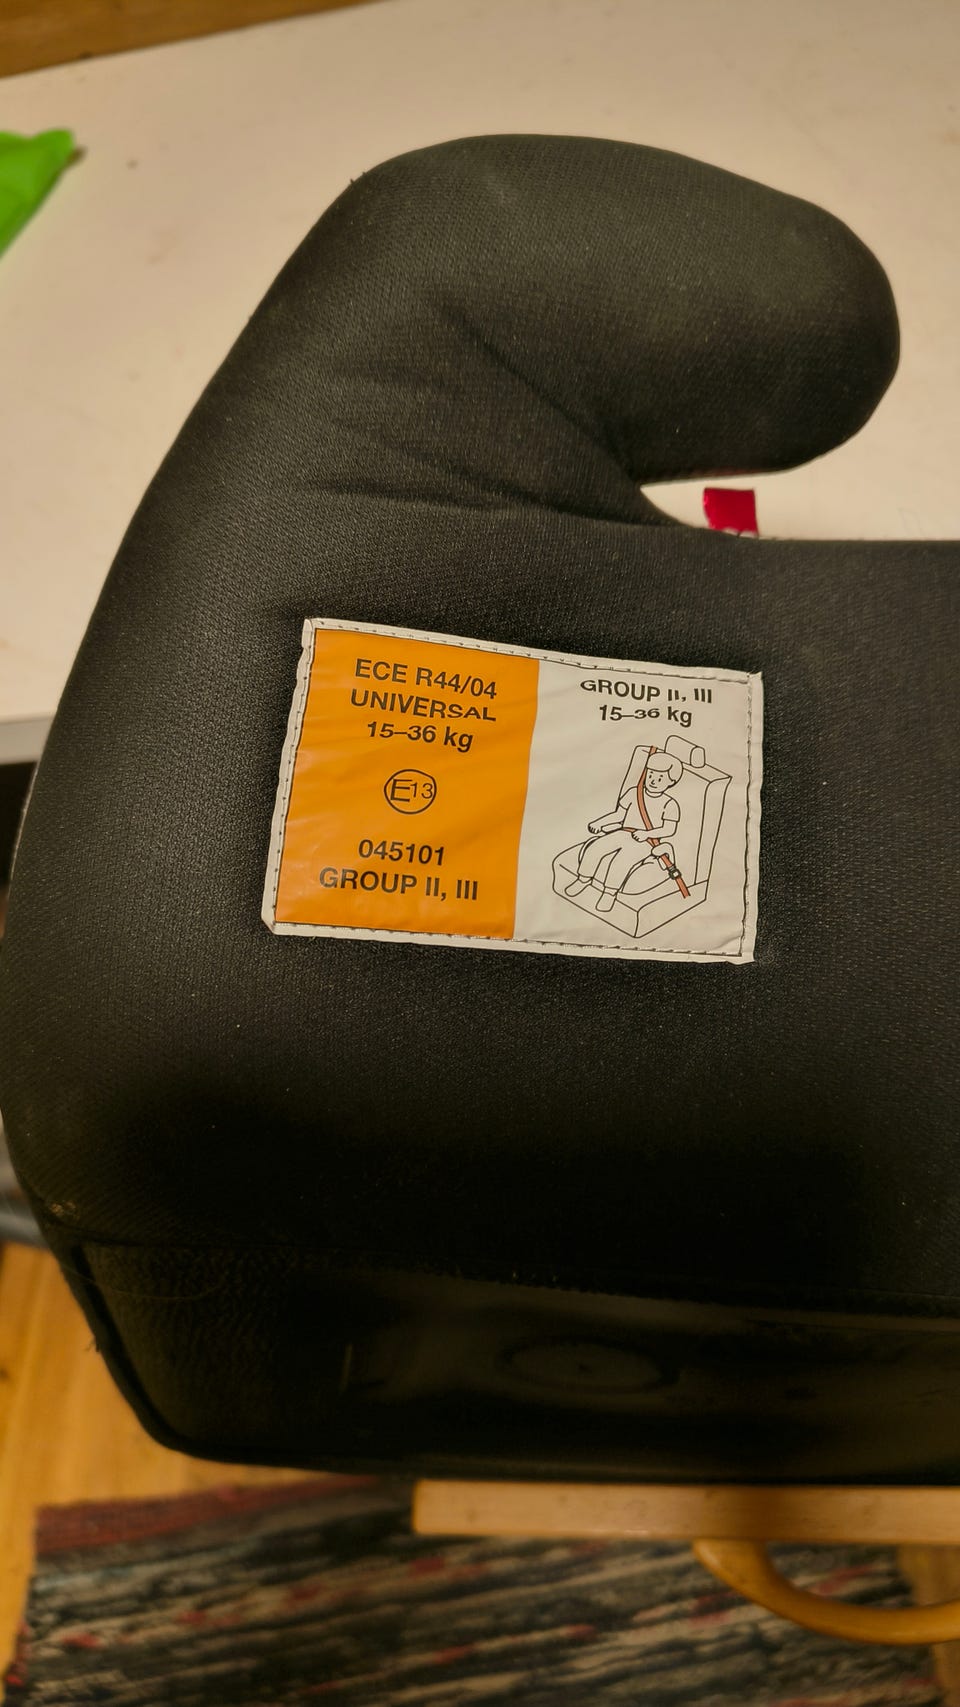 ECE R44/04
UNIVERSAL
15–36 kg
E13
045101
GROUP II, III
GROUP II, III
15–36 kg